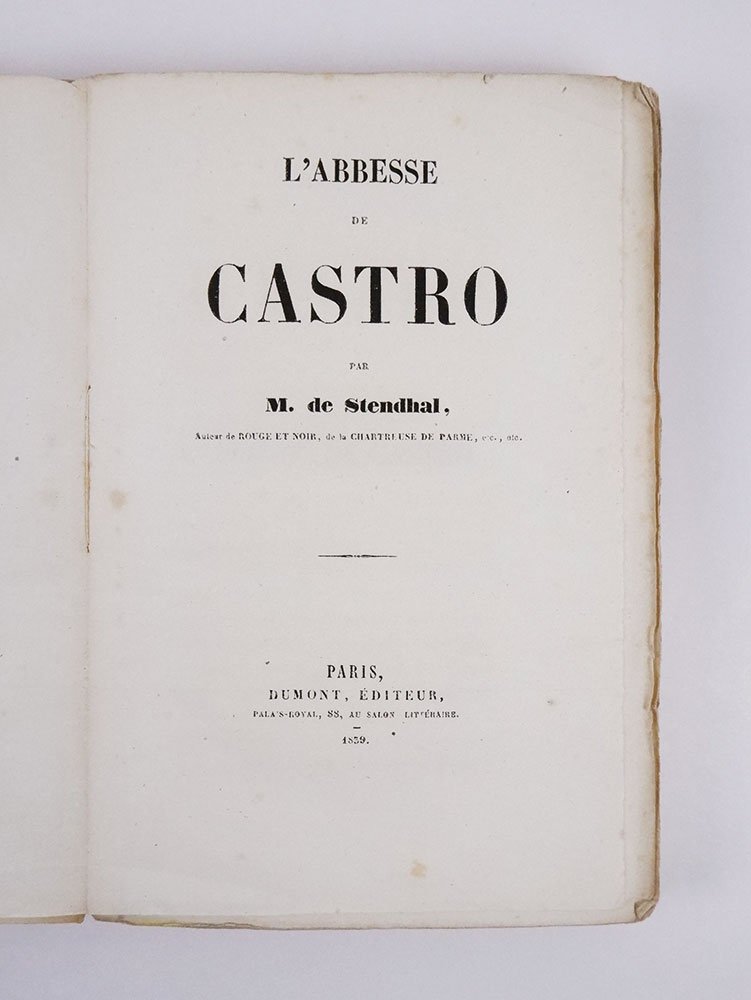 L'ABBESSE
DE
CASTRO
PAR
M. de Stendhal,
Auteur de ROUGE ET NOIR, de la CHARTREUSE DE PARME, etc., etc.
PARIS,
DUMONT, ÉDITEUR,
PALAIS-ROYAL, 88, AU SALON LITTÉRAIRE.
1839.